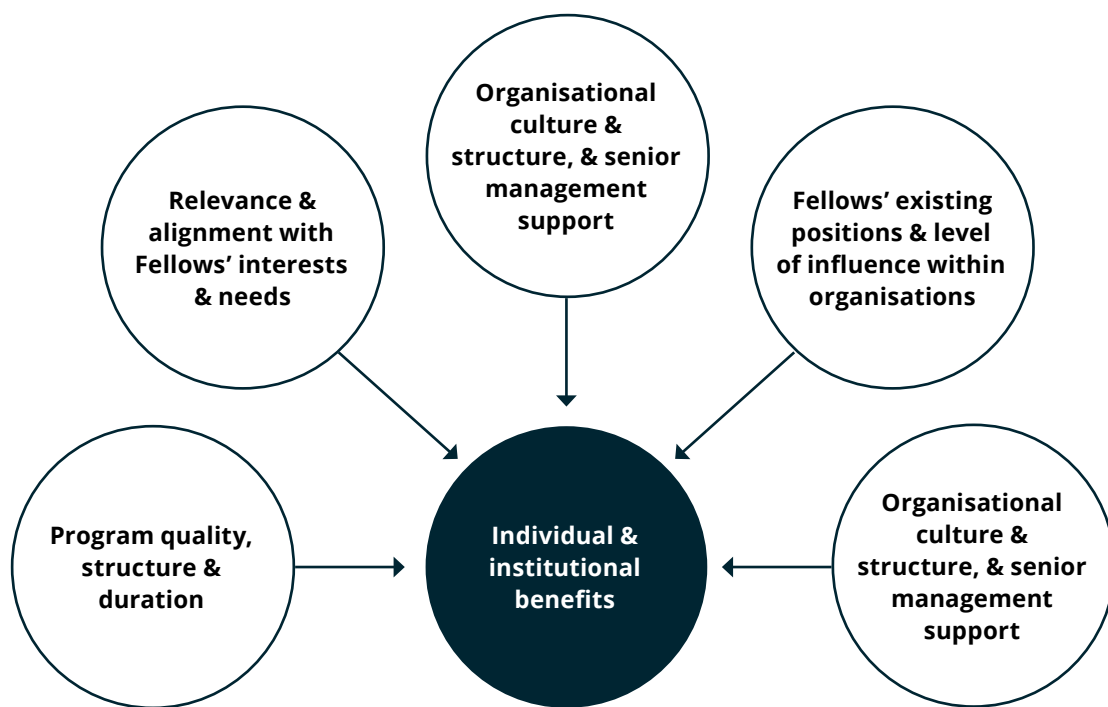 Organisational
culture &
structure, & senior
management
support
Relevance &
alignment with
Fellows’ interests
& needs
Fellows’ existing
positions & level
of influence within
organisations
Program quality,
structure &
duration
Individual &
institutional
benefits
Organisational
culture &
structure, & senior
management
support